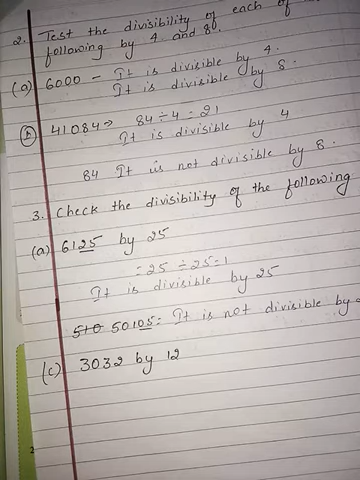 2. Test the divisibility of each of
following by 4 and 8.
(a) 6000 - It is divisible by 4.
It is divisible by 8.
41084 → 84 ÷ 4 = 21
It is divisible by 4
84 It is not divisible by 8.
3. Check the divisibility of the following
(a) 6125 by 25
= 25 ÷ 25 = 1
It is divisible by 25
510 50105 = It is not divisible by
(c) 3032 by 12
2